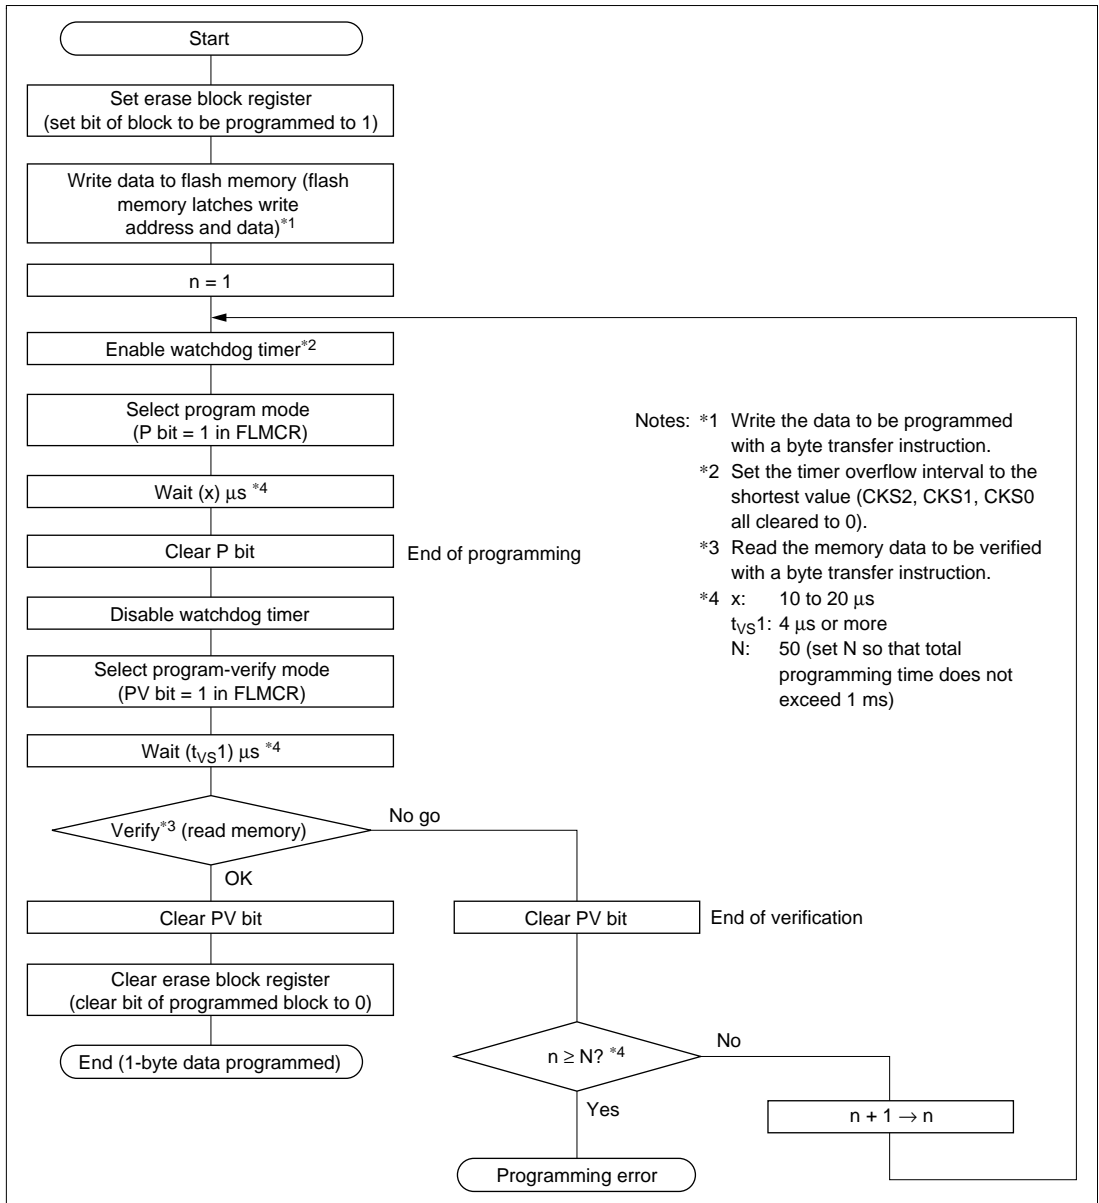 Start
Set erase block register
(set bit of block to be programmed to 1)
Write data to flash memory (flash
memory latches write
address and data)*1
n = 1
Enable watchdog timer*2
Select program mode
(P bit = 1 in FLMCR)
Wait (x) μs *4
Clear P bit
End of programming
Disable watchdog timer
Select program-verify mode
(PV bit = 1 in FLMCR)
Wait (tVS1) μs *4
Verify*3 (read memory)
No go
OK
Clear PV bit
Clear erase block register
(clear bit of programmed block to 0)
End (1-byte data programmed)
Clear PV bit
End of verification
n ≥ N? *4
No
Yes
n + 1 → n
Programming error
Notes: *1 Write the data to be programmed
with a byte transfer instruction.
*2 Set the timer overflow interval to the
shortest value (CKS2, CKS1, CKS0
all cleared to 0).
*3 Read the memory data to be verified
with a byte transfer instruction.
*4 x: 10 to 20 μs
tVS1: 4 μs or more
N: 50 (set N so that total
programming time does not
exceed 1 ms)